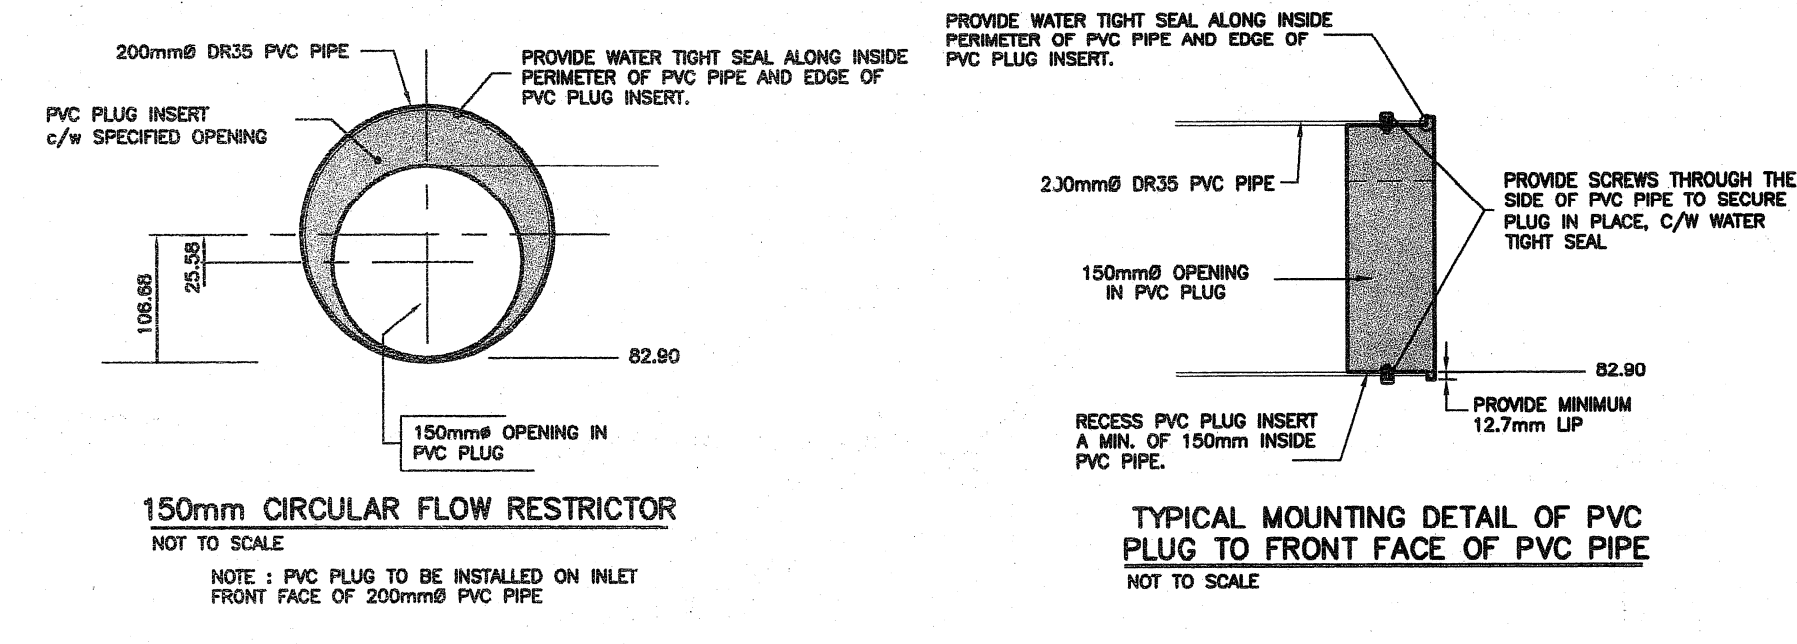 200mmØ DR35 PVC PIPE
PROVIDE WATER TIGHT SEAL ALONG INSIDE
PERIMETER OF PVC PIPE AND EDGE OF
PVC PLUG INSERT.
PVC PLUG INSERT
c/w SPECIFIED OPENING
106.68
25.58
82.90
150mmø OPENING IN
PVC PLUG
150mm CIRCULAR FLOW RESTRICTOR
NOT TO SCALE
NOTE : PVC PLUG TO BE INSTALLED ON INLET
FRONT FACE OF 200mmØ PVC PIPE
PROVIDE WATER TIGHT SEAL ALONG INSIDE
PERIMETER OF PVC PIPE AND EDGE OF
PVC PLUG INSERT.
200mmØ DR35 PVC PIPE
PROVIDE SCREWS THROUGH THE
SIDE OF PVC PIPE TO SECURE
PLUG IN PLACE, C/W WATER
TIGHT SEAL
150mmØ OPENING
IN PVC PLUG
82.90
PROVIDE MINIMUM
12.7mm LIP
RECESS PVC PLUG INSERT
A MIN. OF 150mm INSIDE
PVC PIPE.
TYPICAL MOUNTING DETAIL OF PVC
PLUG TO FRONT FACE OF PVC PIPE
NOT TO SCALE